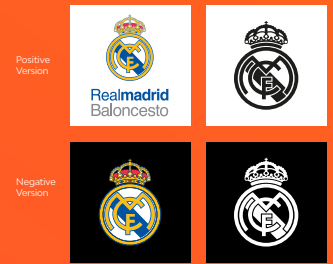 Positive
Version
Realmadrid
Baloncesto
Negative
Version